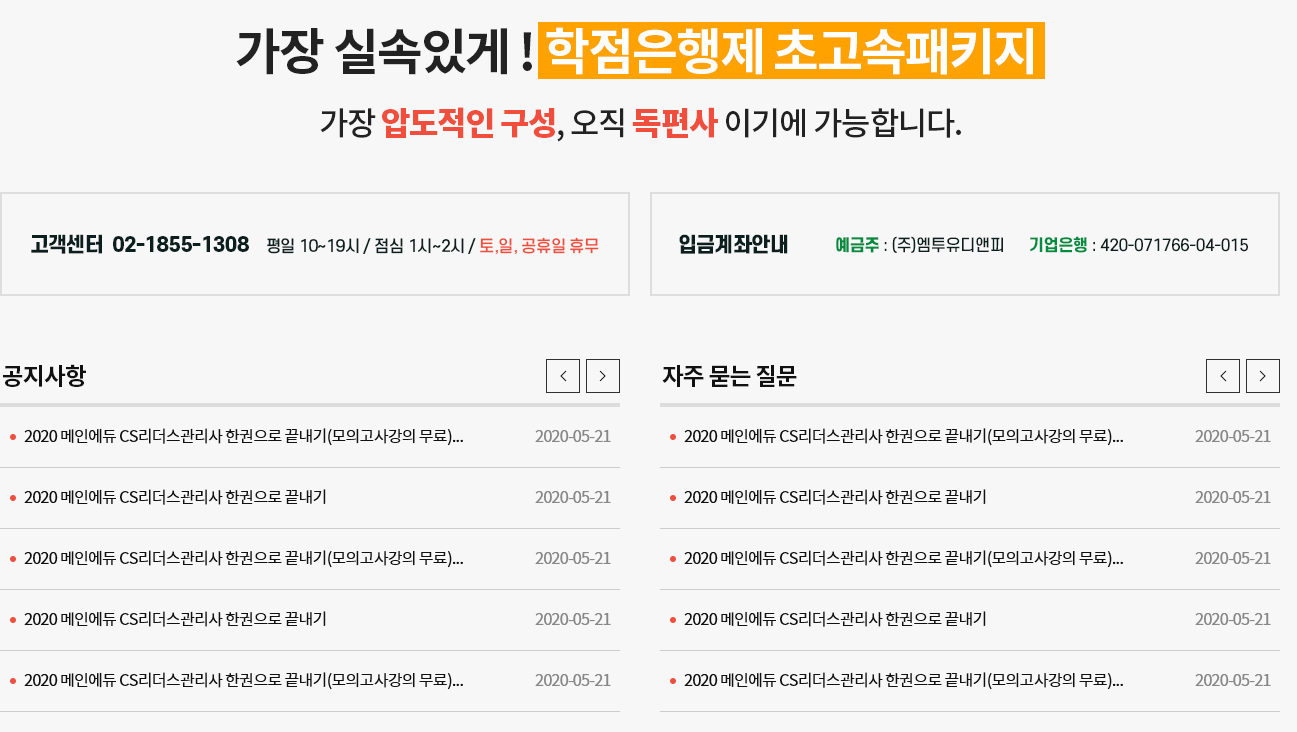 가장 실속있게 ! 학점은행제 초고속패키지
가장 압도적인 구성, 오직 독편사 이기에 가능합니다.
고객센터 02-1855-1308 평일 10~19시 / 점심 1시~2시 / 토,일, 공휴일 휴무
입금계좌안내 예금주 : (주)엠투유디앤피 기업은행 : 420-071766-04-015
공지사항
2020 메인에듀 CS리더스관리사 한권으로 끝내기(모의고사강의 무료)... 2020-05-21
2020 메인에듀 CS리더스관리사 한권으로 끝내기 2020-05-21
2020 메인에듀 CS리더스관리사 한권으로 끝내기(모의고사강의 무료)... 2020-05-21
2020 메인에듀 CS리더스관리사 한권으로 끝내기 2020-05-21
2020 메인에듀 CS리더스관리사 한권으로 끝내기(모의고사강의 무료)... 2020-05-21
자주 묻는 질문
2020 메인에듀 CS리더스관리사 한권으로 끝내기(모의고사강의 무료)... 2020-05-21
2020 메인에듀 CS리더스관리사 한권으로 끝내기 2020-05-21
2020 메인에듀 CS리더스관리사 한권으로 끝내기(모의고사강의 무료)... 2020-05-21
2020 메인에듀 CS리더스관리사 한권으로 끝내기 2020-05-21
2020 메인에듀 CS리더스관리사 한권으로 끝내기(모의고사강의 무료)... 2020-05-21